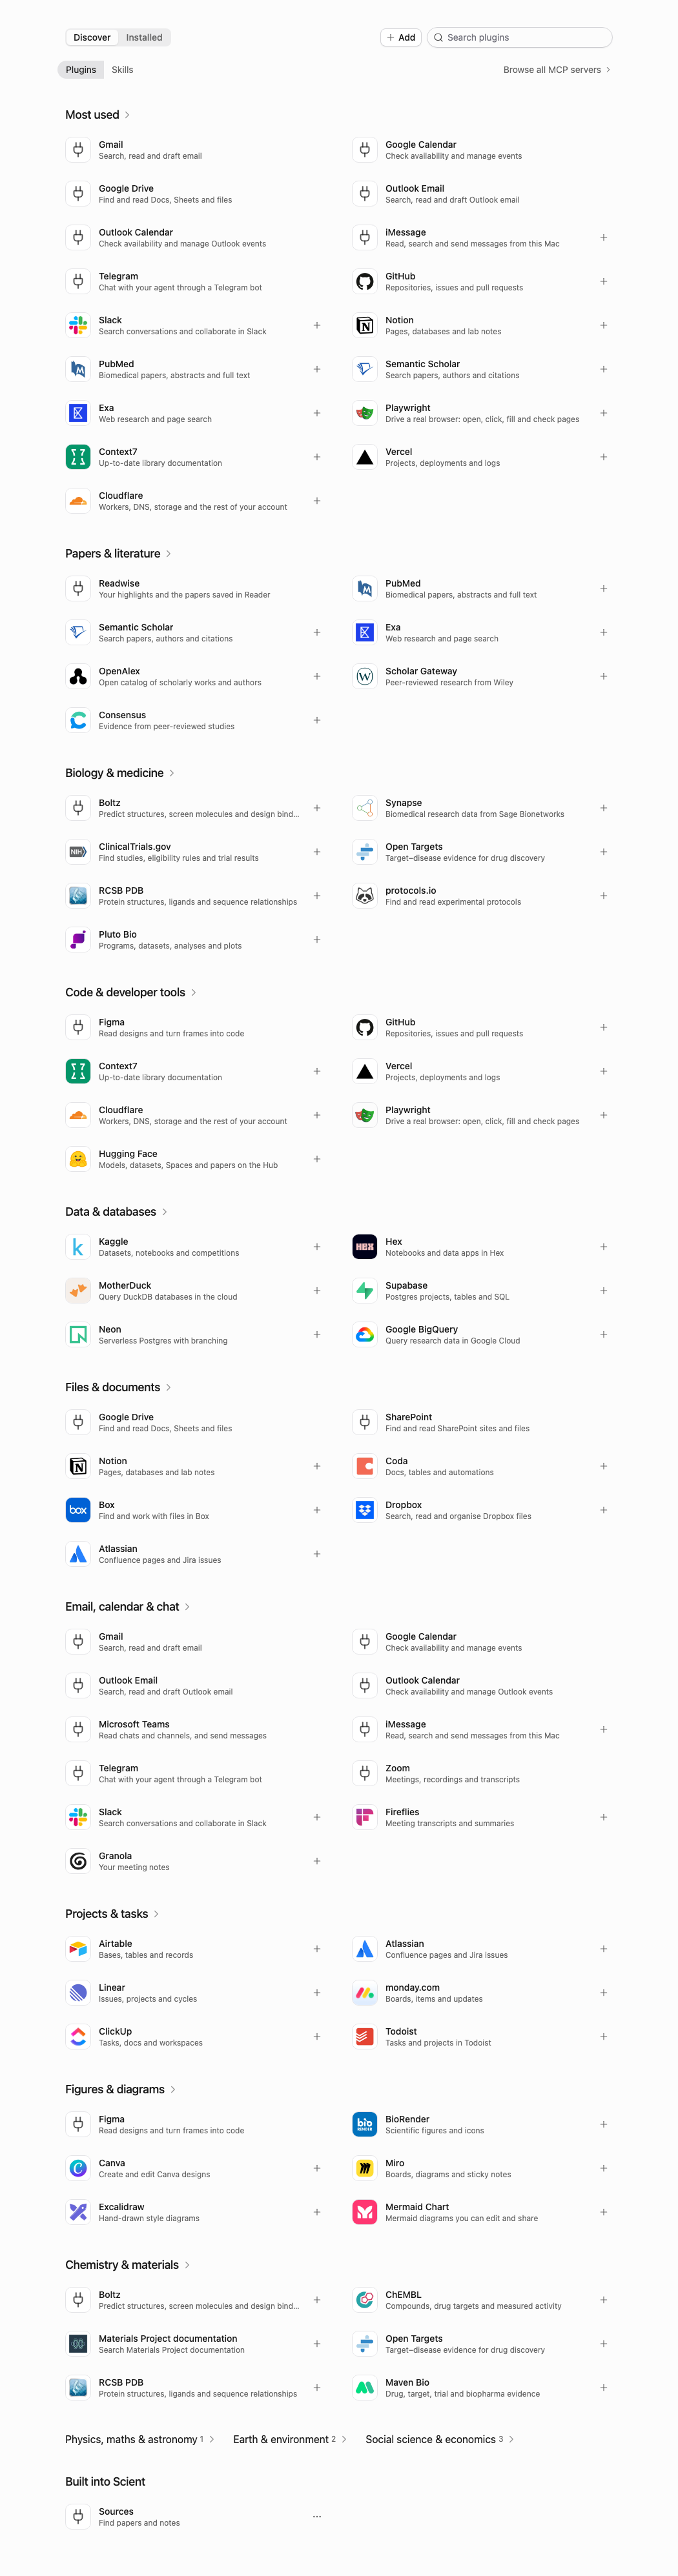 Discover
Installed
Add
Search plugins
Plugins
Skills
Browse all MCP servers
Most used
Gmail
Search, read and draft email
Google Calendar
Check availability and manage events
Google Drive
Find and read Docs, Sheets and files
Outlook Email
Search, read and draft Outlook email
Outlook Calendar
Check availability and manage Outlook events
iMessage
Read, search and send messages from this Mac
Telegram
Chat with your agent through a Telegram bot
GitHub
Repositories, issues and pull requests
Slack
Search conversations and collaborate in Slack
Notion
Pages, databases and lab notes
PubMed
Biomedical papers, abstracts and full text
Semantic Scholar
Search papers, authors and citations
Exa
Web research and page search
Playwright
Drive a real browser: open, click, fill and check pages
Context7
Up-to-date library documentation
Vercel
Projects, deployments and logs
Cloudflare
Workers, DNS, storage and the rest of your account
Papers & literature
Readwise
Your highlights and the papers saved in Reader
PubMed
Biomedical papers, abstracts and full text
Semantic Scholar
Search papers, authors and citations
Exa
Web research and page search
OpenAlex
Open catalog of scholarly works and authors
Scholar Gateway
Peer-reviewed research from Wiley
Consensus
Evidence from peer-reviewed studies
Biology & medicine
Boltz
Predict structures, screen molecules and design bind...
Synapse
Biomedical research data from Sage Bionetworks
NIH
ClinicalTrials.gov
Find studies, eligibility rules and trial results
Open Targets
Target–disease evidence for drug discovery
RCSB PDB
Protein structures, ligands and sequence relationships
protocols.io
Find and read experimental protocols
Pluto Bio
Programs, datasets, analyses and plots
Code & developer tools
Figma
Read designs and turn frames into code
GitHub
Repositories, issues and pull requests
Context7
Up-to-date library documentation
Vercel
Projects, deployments and logs
Cloudflare
Workers, DNS, storage and the rest of your account
Playwright
Drive a real browser: open, click, fill and check pages
Hugging Face
Models, datasets, Spaces and papers on the Hub
Data & databases
Kaggle
Datasets, notebooks and competitions
HEX
Hex
Notebooks and data apps in Hex
MotherDuck
Query DuckDB databases in the cloud
Supabase
Postgres projects, tables and SQL
Neon
Serverless Postgres with branching
Google BigQuery
Query research data in Google Cloud
Files & documents
Google Drive
Find and read Docs, Sheets and files
SharePoint
Find and read SharePoint sites and files
Notion
Pages, databases and lab notes
Coda
Docs, tables and automations
box
Box
Find and work with files in Box
Dropbox
Search, read and organise Dropbox files
Atlassian
Confluence pages and Jira issues
Email, calendar & chat
Gmail
Search, read and draft email
Google Calendar
Check availability and manage events
Outlook Email
Search, read and draft Outlook email
Outlook Calendar
Check availability and manage Outlook events
Microsoft Teams
Read chats and channels, and send messages
iMessage
Read, search and send messages from this Mac
Telegram
Chat with your agent through a Telegram bot
Zoom
Meetings, recordings and transcripts
Slack
Search conversations and collaborate in Slack
Fireflies
Meeting transcripts and summaries
Granola
Your meeting notes
Projects & tasks
Airtable
Bases, tables and records
Atlassian
Confluence pages and Jira issues
Linear
Issues, projects and cycles
monday.com
Boards, items and updates
ClickUp
Tasks, docs and workspaces
Todoist
Tasks and projects in Todoist
Figures & diagrams
Figma
Read designs and turn frames into code
bio
RENDER
BioRender
Scientific figures and icons
Canva
Create and edit Canva designs
Miro
Boards, diagrams and sticky notes
Excalidraw
Hand-drawn style diagrams
Mermaid Chart
Mermaid diagrams you can edit and share
Chemistry & materials
Boltz
Predict structures, screen molecules and design bind...
ChEMBL
Compounds, drug targets and measured activity
Materials Project documentation
Search Materials Project documentation
Open Targets
Target–disease evidence for drug discovery
RCSB PDB
Protein structures, ligands and sequence relationships
Maven Bio
Drug, target, trial and biopharma evidence
Physics, maths & astronomy 1
Earth & environment 2
Social science & economics 3
Built into Scient
Sources
Find papers and notes